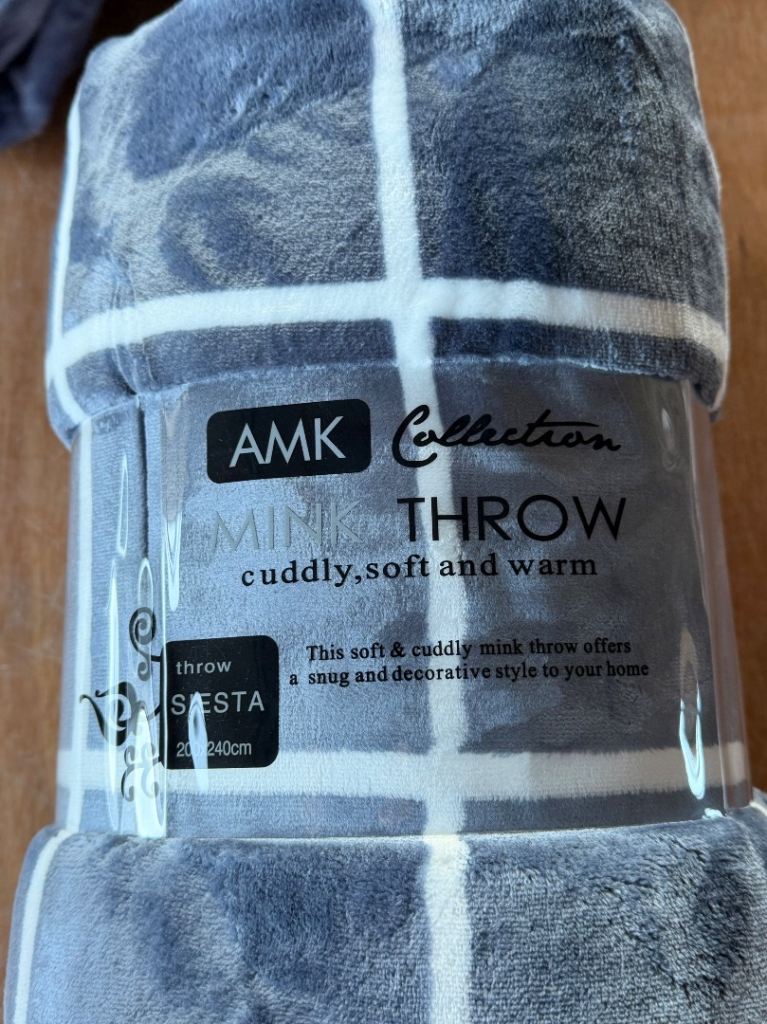 AMK Collection
MINK THROW
cuddly,soft and warm
This soft & cuddly mink throw offers
a snug and decorative style to your home
throw
SIESTA